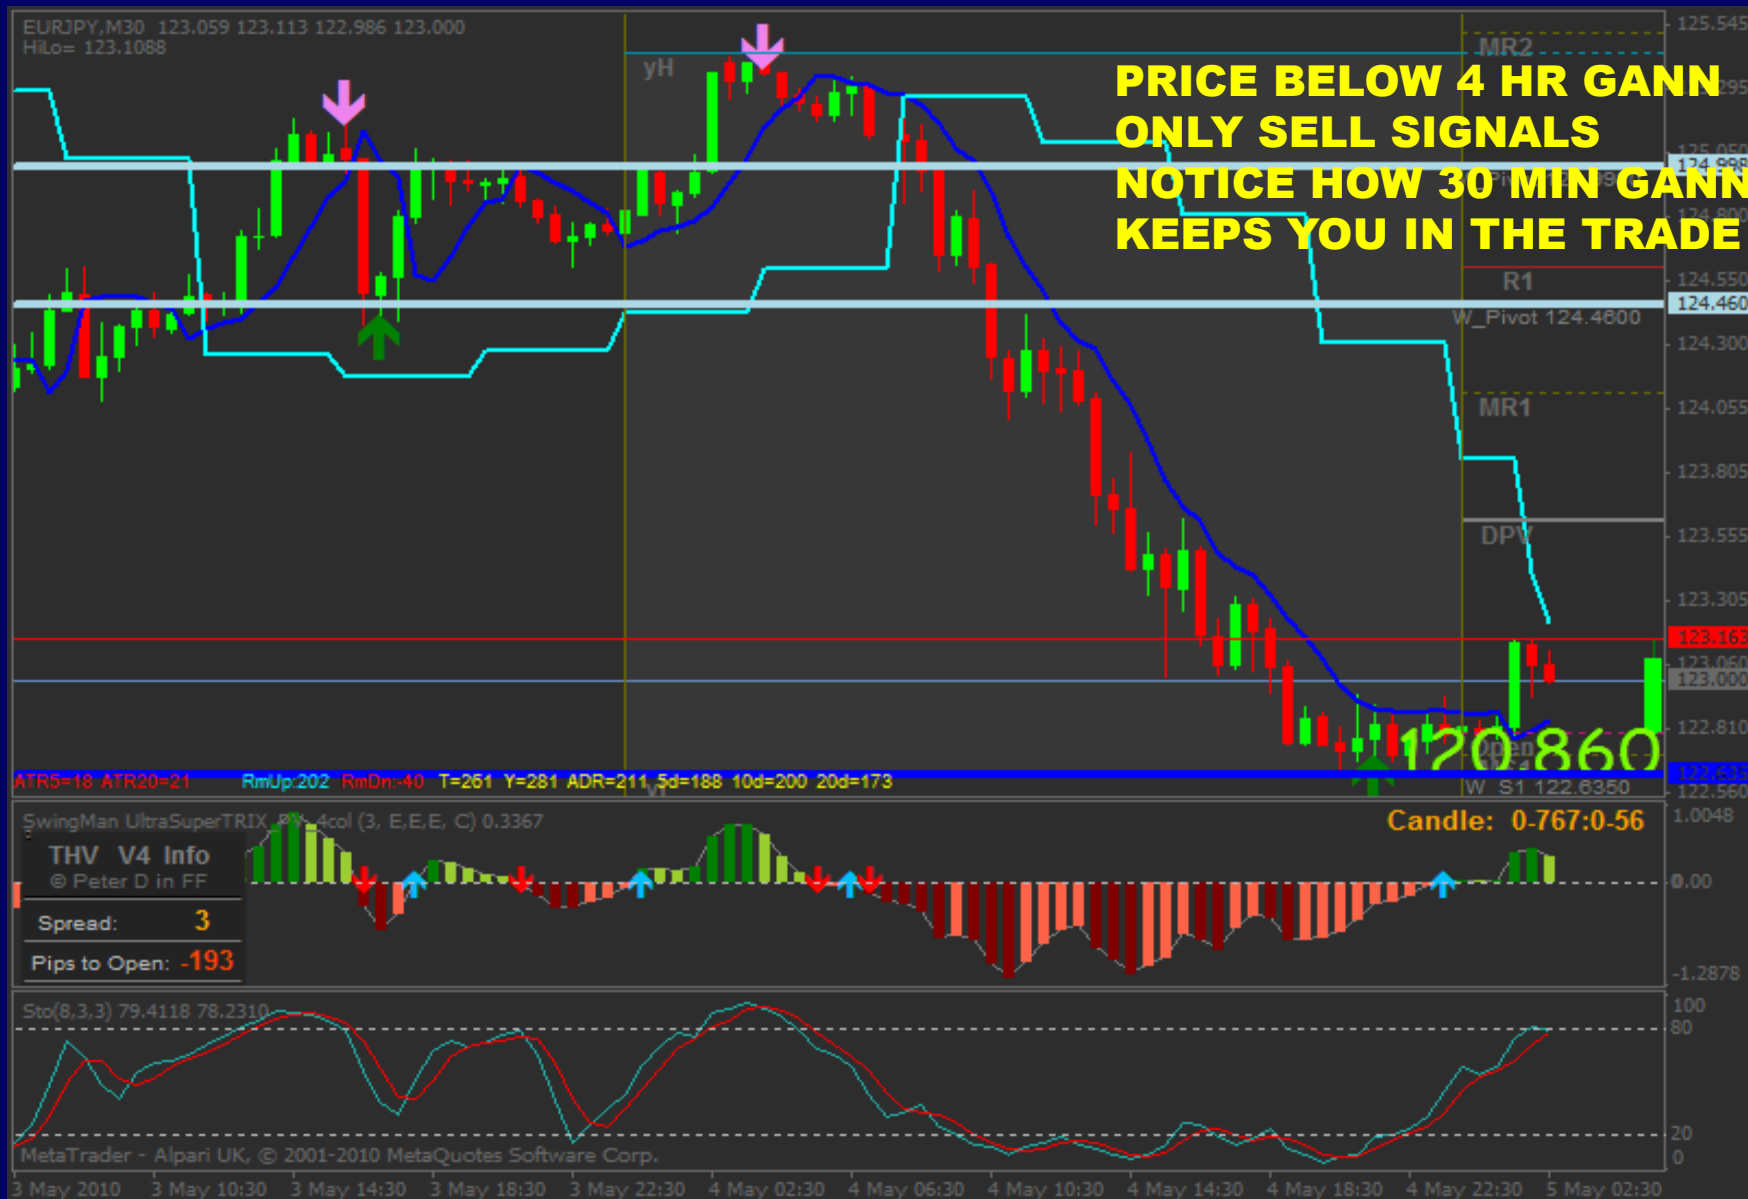 EURJPY,M30 123.059 123.113 122.986 123.000
HiLo= 123.1088
yH
MR2
PRICE BELOW 4 HR GANN
ONLY SELL SIGNALS
NOTICE HOW 30 MIN GANN
KEEPS YOU IN THE TRADE
R1
W_Pivot 124.4600
MR1
DPV
120.860
Open
W_S1 122.6350
125.545
124.998
124.800
124.550
124.460
124.300
124.055
123.805
123.555
123.305
123.163
123.060
123.000
122.810
122.560
ATR5=18 ATR20=21 RmUp:202 RmDn:-40 T=261 Y=281 ADR=211 5d=188 10d=200 20d=173
SwingMan UltraSuperTRIX 4col (3, E,E,E, C) 0.3367
Candle: 0-767:0-56
1.0048
0.00
-1.2878
THV V4 Info
© Peter D in FF
Spread: 3
Pips to Open: -193
Sto(8,3,3) 79.4118 78.2310
100
80
20
0
MetaTrader - Alpari UK, © 2001-2010 MetaQuotes Software Corp.
3 May 2010 3 May 10:30 3 May 14:30 3 May 18:30 3 May 22:30 4 May 02:30 4 May 06:30 4 May 10:30 4 May 14:30 4 May 18:30 4 May 22:30 5 May 02:30